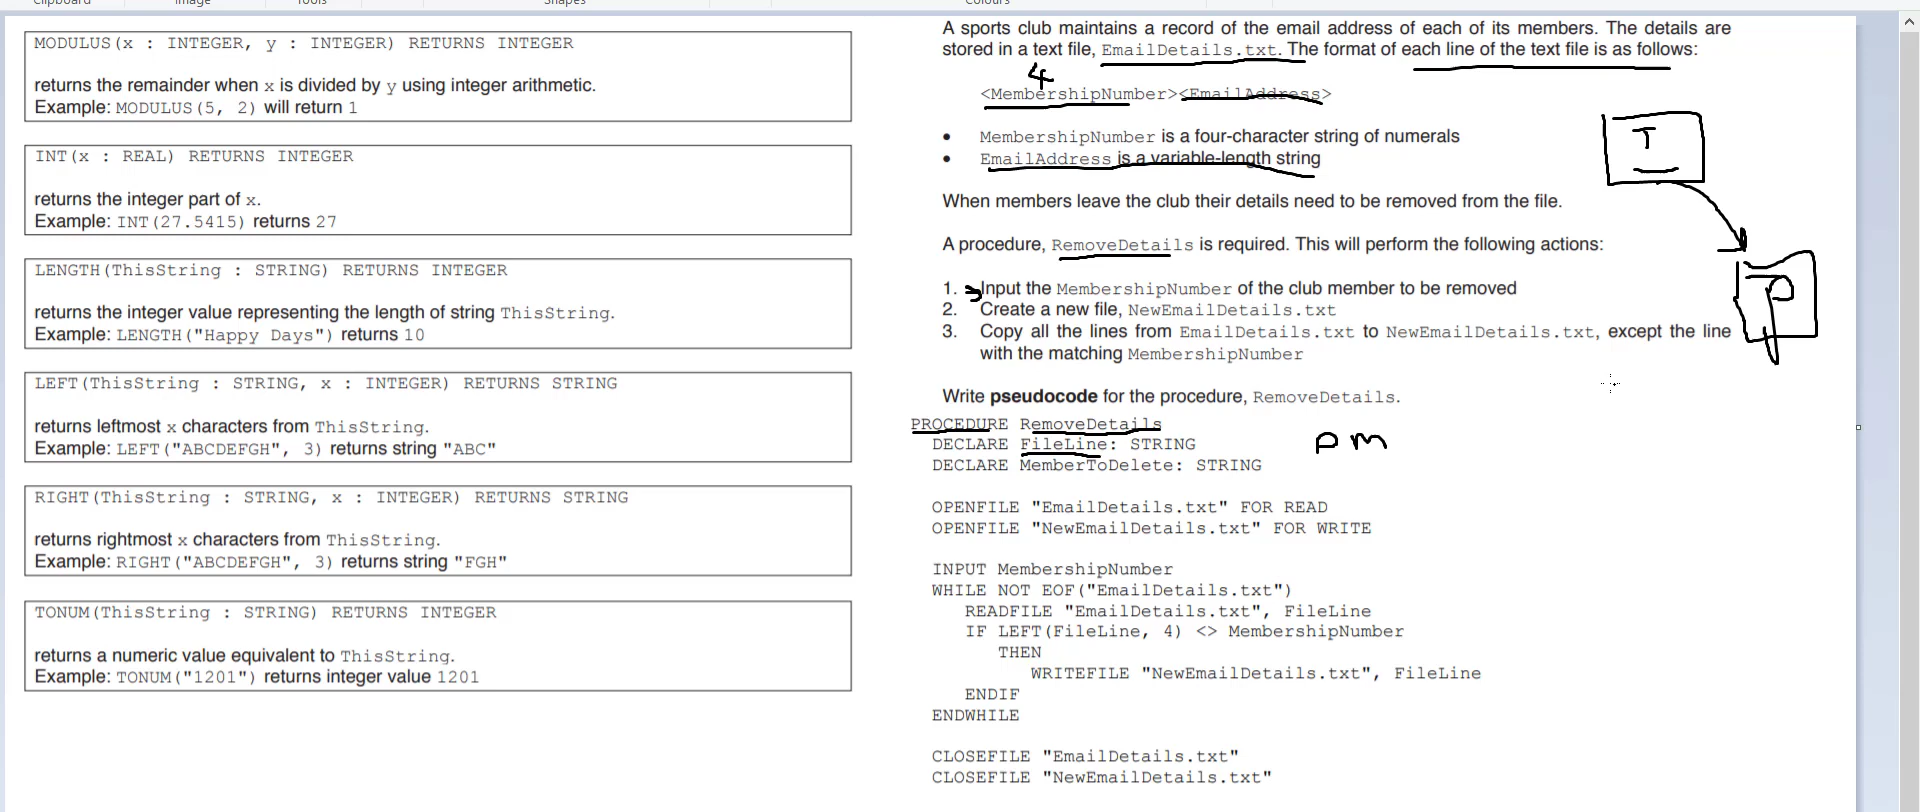 Clipboard
Image
Tools
Shapes
Colours
MODULUS(x : INTEGER, y : INTEGER) RETURNS INTEGER
returns the remainder when x is divided by y using integer arithmetic.
Example: MODULUS(5, 2) will return 1
INT(x : REAL) RETURNS INTEGER
returns the integer part of x.
Example: INT(27.5415) returns 27
LENGTH(ThisString : STRING) RETURNS INTEGER
returns the integer value representing the length of string ThisString.
Example: LENGTH("Happy Days") returns 10
LEFT(ThisString : STRING, x : INTEGER) RETURNS STRING
returns leftmost x characters from ThisString.
Example: LEFT("ABCDEFGH", 3) returns string "ABC"
RIGHT(ThisString : STRING, x : INTEGER) RETURNS STRING
returns rightmost x characters from ThisString.
Example: RIGHT("ABCDEFGH", 3) returns string "FGH"
TONUM(ThisString : STRING) RETURNS INTEGER
returns a numeric value equivalent to ThisString.
Example: TONUM("1201") returns integer value 1201
A sports club maintains a record of the email address of each of its members. The details are
stored in a text file, EmailDetails.txt. The format of each line of the text file is as follows:
4
<MembershipNumber><EmailAddress>
• MembershipNumber is a four-character string of numerals
• EmailAddress is a variable-length string
T
When members leave the club their details need to be removed from the file.
A procedure, RemoveDetails is required. This will perform the following actions:
1. Input the MembershipNumber of the club member to be removed
2. Create a new file, NewEmailDetails.txt
3. Copy all the lines from EmailDetails.txt to NewEmailDetails.txt, except the line
with the matching MembershipNumber
P
Write pseudocode for the procedure, RemoveDetails.
PROCEDURE RemoveDetails
DECLARE FileLine: STRING
pm
DECLARE MemberToDelete: STRING
OPENFILE "EmailDetails.txt" FOR READ
OPENFILE "NewEmailDetails.txt" FOR WRITE
INPUT MembershipNumber
WHILE NOT EOF("EmailDetails.txt")
READFILE "EmailDetails.txt", FileLine
IF LEFT(FileLine, 4) <> MembershipNumber
THEN
WRITEFILE "NewEmailDetails.txt", FileLine
ENDIF
ENDWHILE
CLOSEFILE "EmailDetails.txt"
CLOSEFILE "NewEmailDetails.txt"